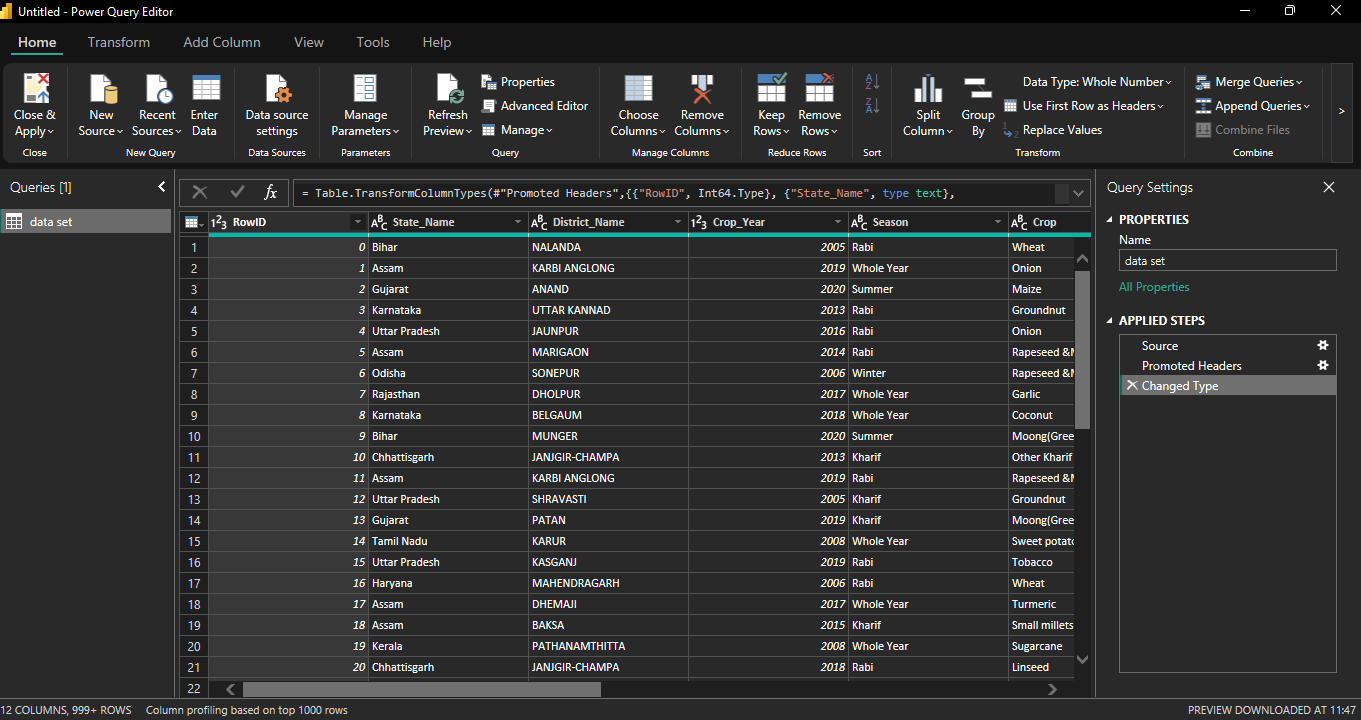 Untitled - Power Query Editor
Home Transform Add Column View Tools Help
Close & Apply
Close
New Source
Recent Sources
Enter Data
New Query
Data source settings
Data Sources
Manage Parameters
Parameters
Refresh Preview
Properties
Advanced Editor
Manage
Query
Choose Columns
Remove Columns
Manage Columns
Keep Rows
Remove Rows
Reduce Rows
Sort
Split Column
Group By
Data Type: Whole Number
Use First Row as Headers
Replace Values
Transform
Merge Queries
Append Queries
Combine Files
Combine
Queries [1]
data set
fx = Table.TransformColumnTypes(#"Promoted Headers",{{"RowID", Int64.Type}, {"State_Name", type text},
RowID State_Name District_Name Crop_Year Season Crop
1 0 Bihar NALANDA 2005 Rabi Wheat
2 1 Assam KARBI ANGLONG 2019 Whole Year Onion
3 2 Gujarat ANAND 2020 Summer Maize
4 3 Karnataka UTTAR KANNAD 2013 Rabi Groundnut
5 4 Uttar Pradesh JAUNPUR 2016 Rabi Onion
6 5 Assam MARIGAON 2014 Rabi Rapeseed &
7 6 Odisha SONEPUR 2006 Winter Rapeseed &
8 7 Rajasthan DHOLPUR 2017 Whole Year Garlic
9 8 Karnataka BELGAUM 2018 Whole Year Coconut
10 9 Bihar MUNGER 2020 Summer Moong(Gree
11 10 Chhattisgarh JANJGIR-CHAMPA 2013 Kharif Other Kharif
12 11 Assam KARBI ANGLONG 2019 Rabi Rapeseed &
13 12 Uttar Pradesh SHRAVASTI 2005 Kharif Groundnut
14 13 Gujarat PATAN 2019 Kharif Moong(Gree
15 14 Tamil Nadu KARUR 2008 Whole Year Sweet potato
16 15 Uttar Pradesh KASGANJ 2019 Rabi Tobacco
17 16 Haryana MAHENDRAGARH 2006 Rabi Wheat
18 17 Assam DHEMAJI 2017 Whole Year Turmeric
19 18 Assam BAKSA 2015 Kharif Small millets
20 19 Kerala PATHANAMTHITTA 2008 Whole Year Sugarcane
21 20 Chhattisgarh JANJGIR-CHAMPA 2018 Rabi Linseed
22
Query Settings
PROPERTIES
Name
data set
All Properties
APPLIED STEPS
Source
Promoted Headers
Changed Type
12 COLUMNS, 999+ ROWS Column profiling based on top 1000 rows
PREVIEW DOWNLOADED AT 11:47